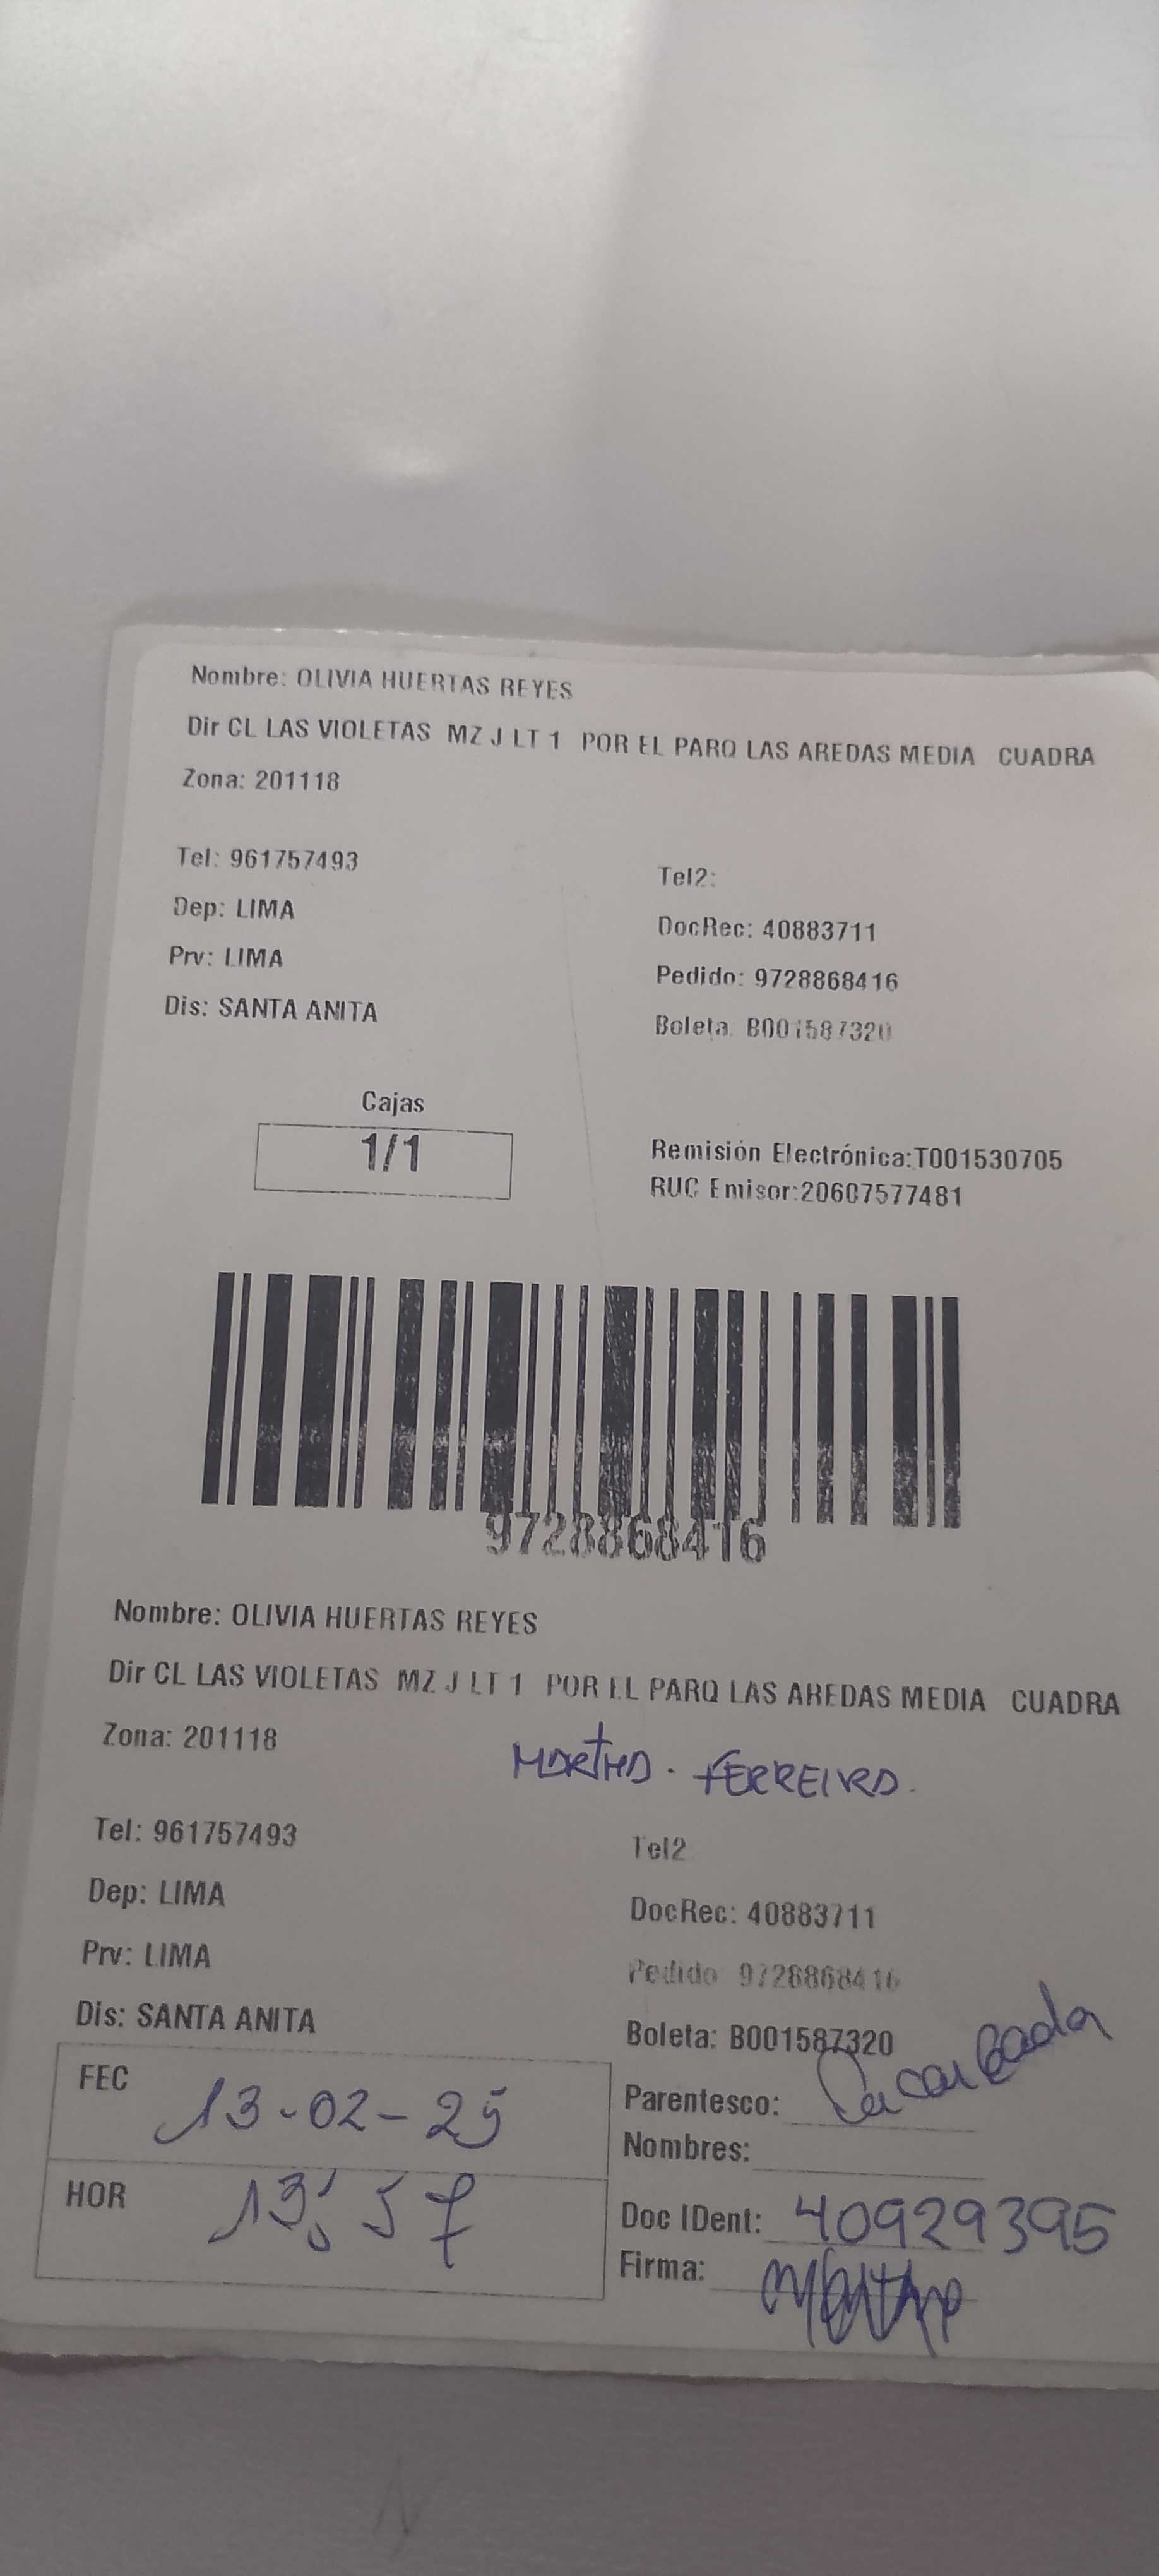 Nombre: OLIVIA HUERTAS REYES
Dir CL LAS VIOLETAS MZ J LT 1 POR EL PARQ LAS AREDAS MEDIA CUADRA
Zona: 201118
Tel: 961757493
Tel2:
Dep: LIMA
DocRec: 40883711
Prv: LIMA
Pedido: 9728868416
Dis: SANTA ANITA
Boleta: B001587320
Cajas
1/1
Remisión Electrónica:T001530705
RUC Emisor:20607577481
9728868416
Nombre: OLIVIA HUERTAS REYES
Dir CL LAS VIOLETAS MZ J LT 1 POR EL PARQ LAS AREDAS MEDIA CUADRA
Zona: 201118
MARTHA. FERREIRA.
Tel: 961757493
Tel2
Dep: LIMA
DocRec: 40883711
Prv: LIMA
Pedido 9728868416
Dis: SANTA ANITA
Boleta: B001587320
FEC 13-02-25
Parentesco: Encargada
Nombres:
HOR 13:57
Doc IDent: 40929395
Firma: